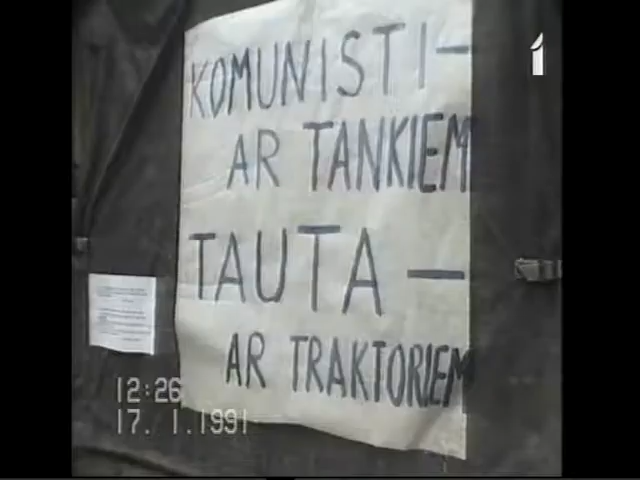 KOMUNISTI –
AR TANKIEM
TAUTA –
AR TRAKTORIEM
1
12:26
17. 1.1991